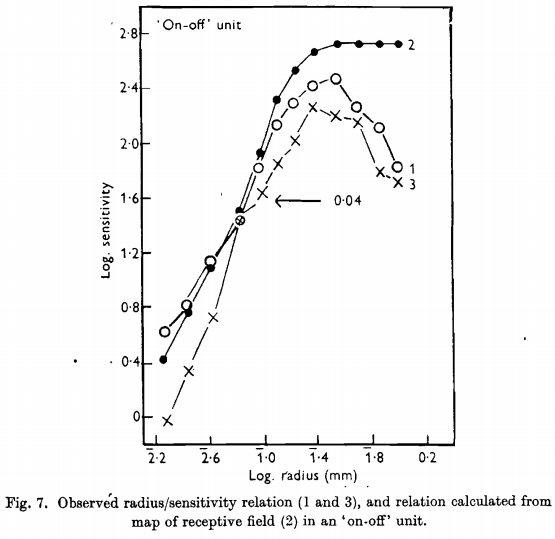 'On-off' unit
2·8
2·4
2·0
1·6
1·2
0·8
0·4
0
Log. sensitivity
2
1
3
0·04
2̄·2 2̄·6 1̄·0 1̄·4 1̄·8 0·2
Log. radius (mm)
Fig. 7. Observed radius/sensitivity relation (1 and 3), and relation calculated from
map of receptive field (2) in an 'on-off' unit.